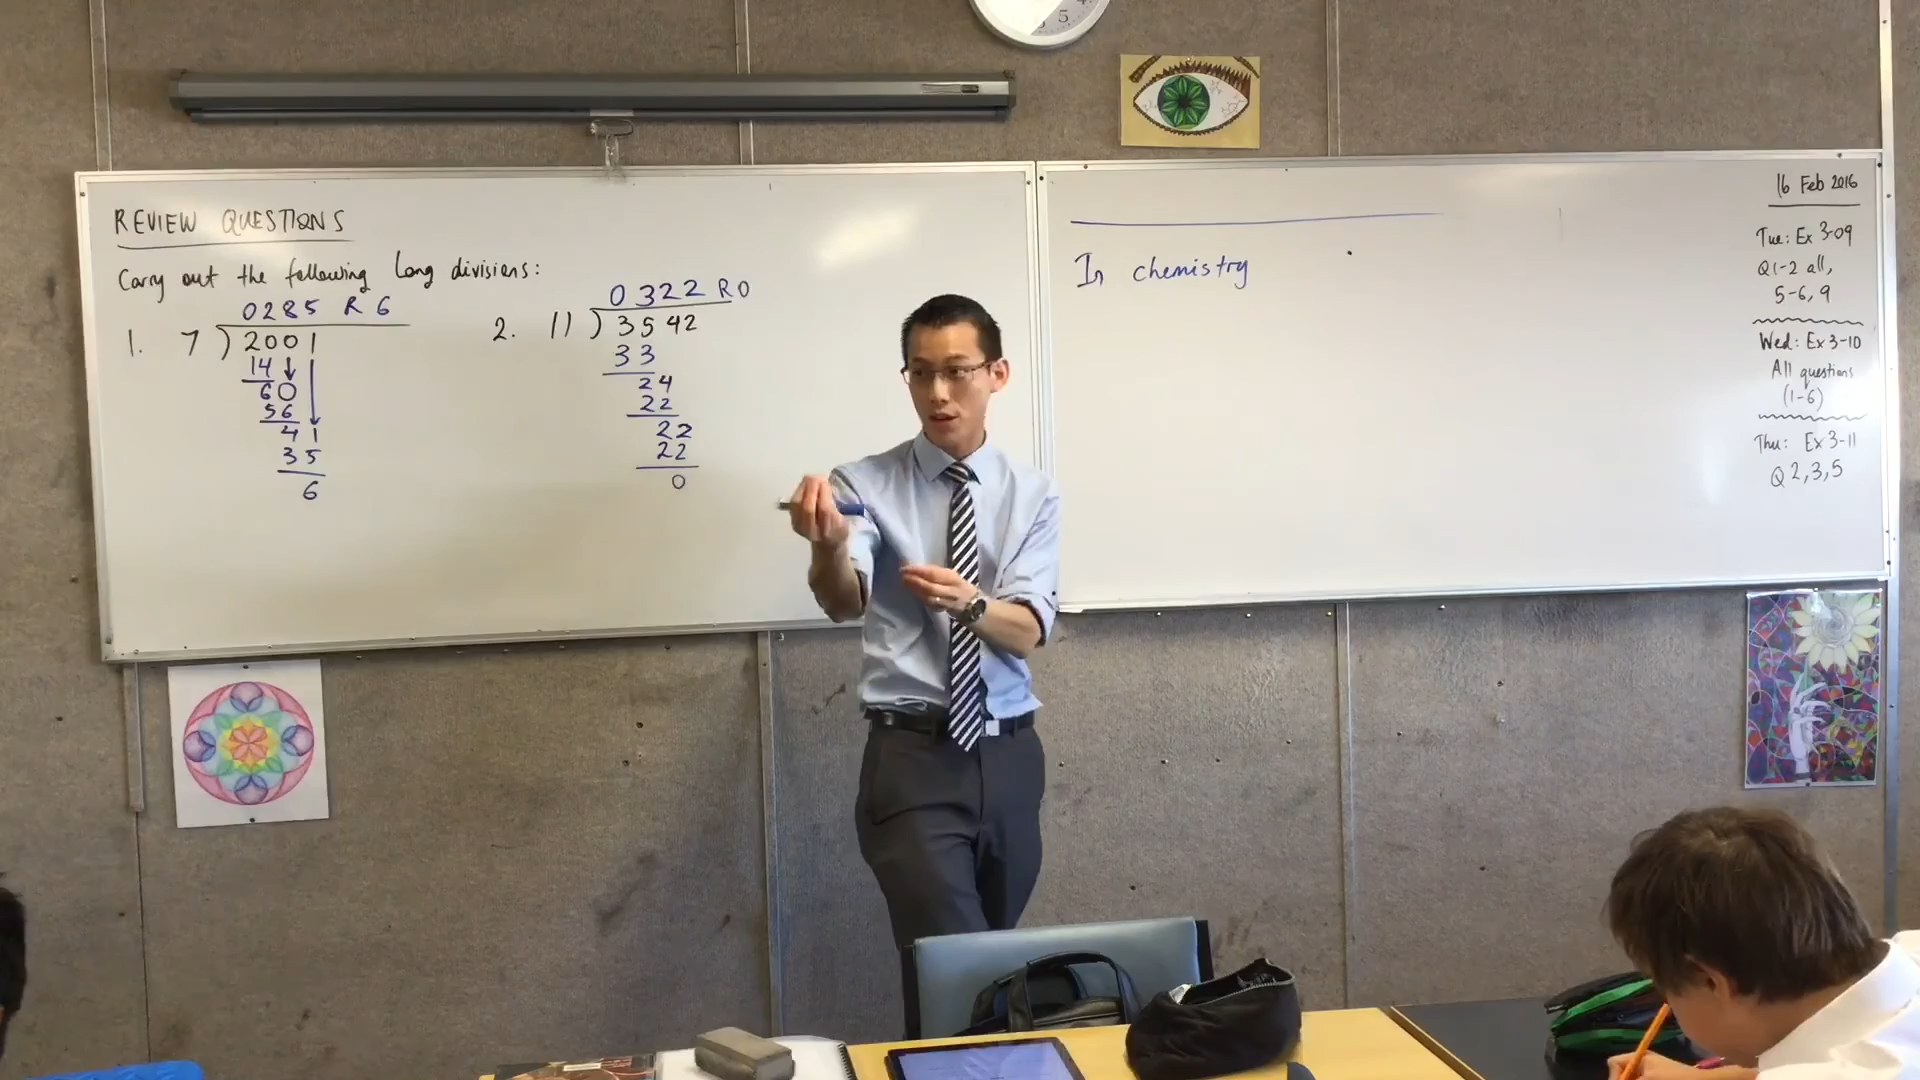 REVIEW QUESTIONS
Carry out the following long divisions:
0285 R 6
1. 7 ) 2001
14
60
56
41
35
6
0322 R0
2. 11 ) 3542
33
24
22
22
22
0
In chemistry
16 Feb 2016
Tue: Ex 3-09
Q1-2 all,
5-6, 9
Wed: Ex 3-10
All questions
(1-6)
Thu: Ex 3-11
Q 2,3,5
5